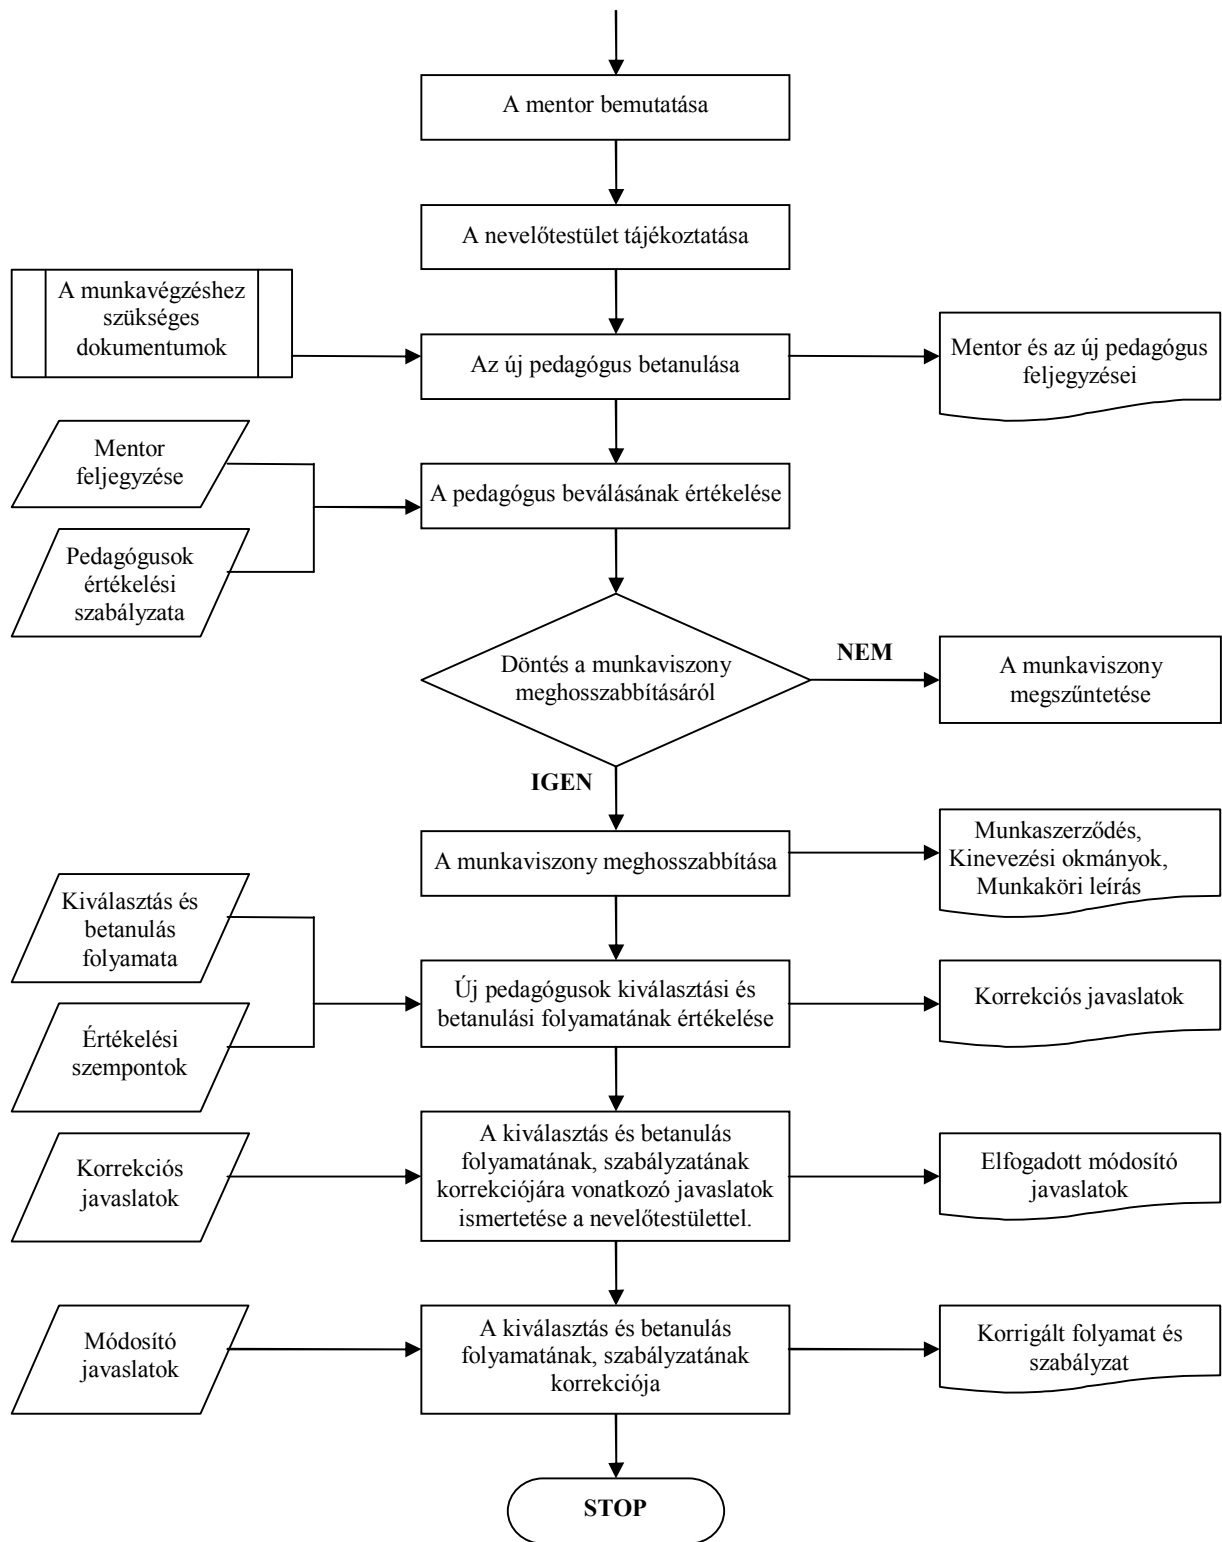 A mentor bemutatása
A nevelőtestület tájékoztatása
A munkavégzéshez
szükséges
dokumentumok
Az új pedagógus betanulása
Mentor és az új pedagógus
feljegyzései
Mentor
feljegyzése
A pedagógus beválásának értékelése
Pedagógusok
értékelési
szabályzata
Döntés a munkaviszony
meghosszabbításáról
NEM
A munkaviszony
megszűntetése
IGEN
A munkaviszony meghosszabbítása
Munkaszerződés,
Kinevezési okmányok,
Munkaköri leírás
Kiválasztás és
betanulás
folyamata
Új pedagógusok kiválasztási és
betanulási folyamatának értékelése
Korrekciós javaslatok
Értékelési
szempontok
Korrekciós
javaslatok
A kiválasztás és betanulás
folyamatának, szabályzatának
korrekciójára vonatkozó javaslatok
ismertetése a nevelőtestülettel.
Elfogadott módosító
javaslatok
Módosító
javaslatok
A kiválasztás és betanulás
folyamatának, szabályzatának
korrekciója
Korrigált folyamat és
szabályzat
STOP